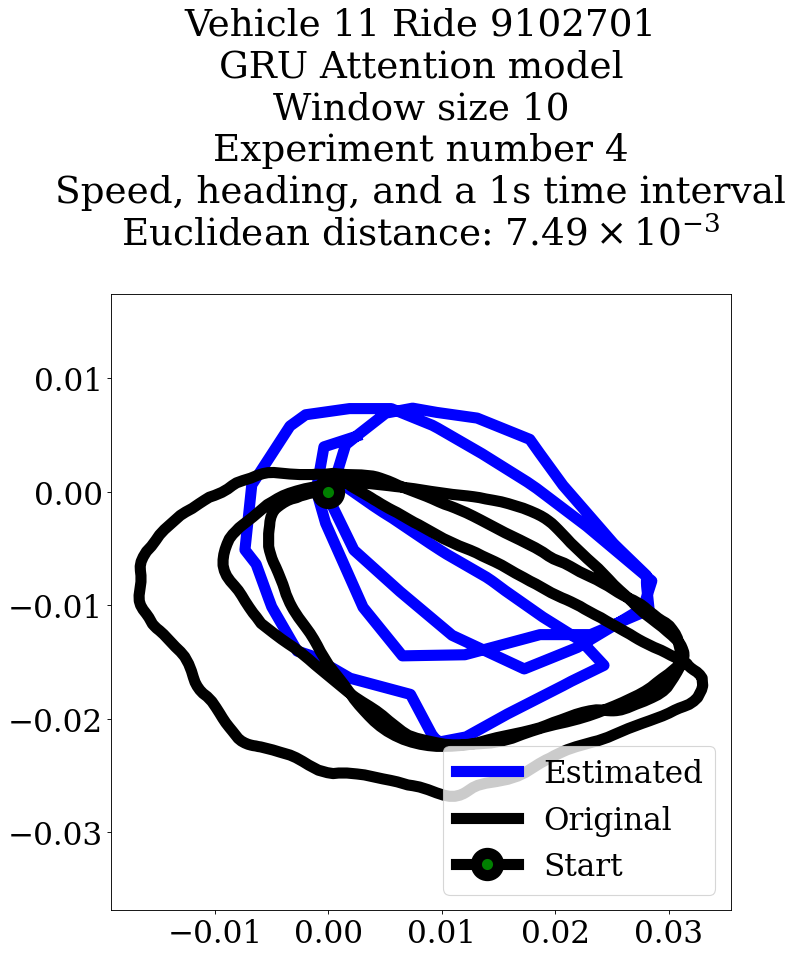 Vehicle 11 Ride 9102701
GRU Attention model
Window size 10
Experiment number 4
Speed, heading, and a 1s time interval
Euclidean distance: 7.49 × 10⁻³
0.01
0.00
−0.01
−0.02
−0.03
Estimated
Original
Start
−0.01 0.00 0.01 0.02 0.03